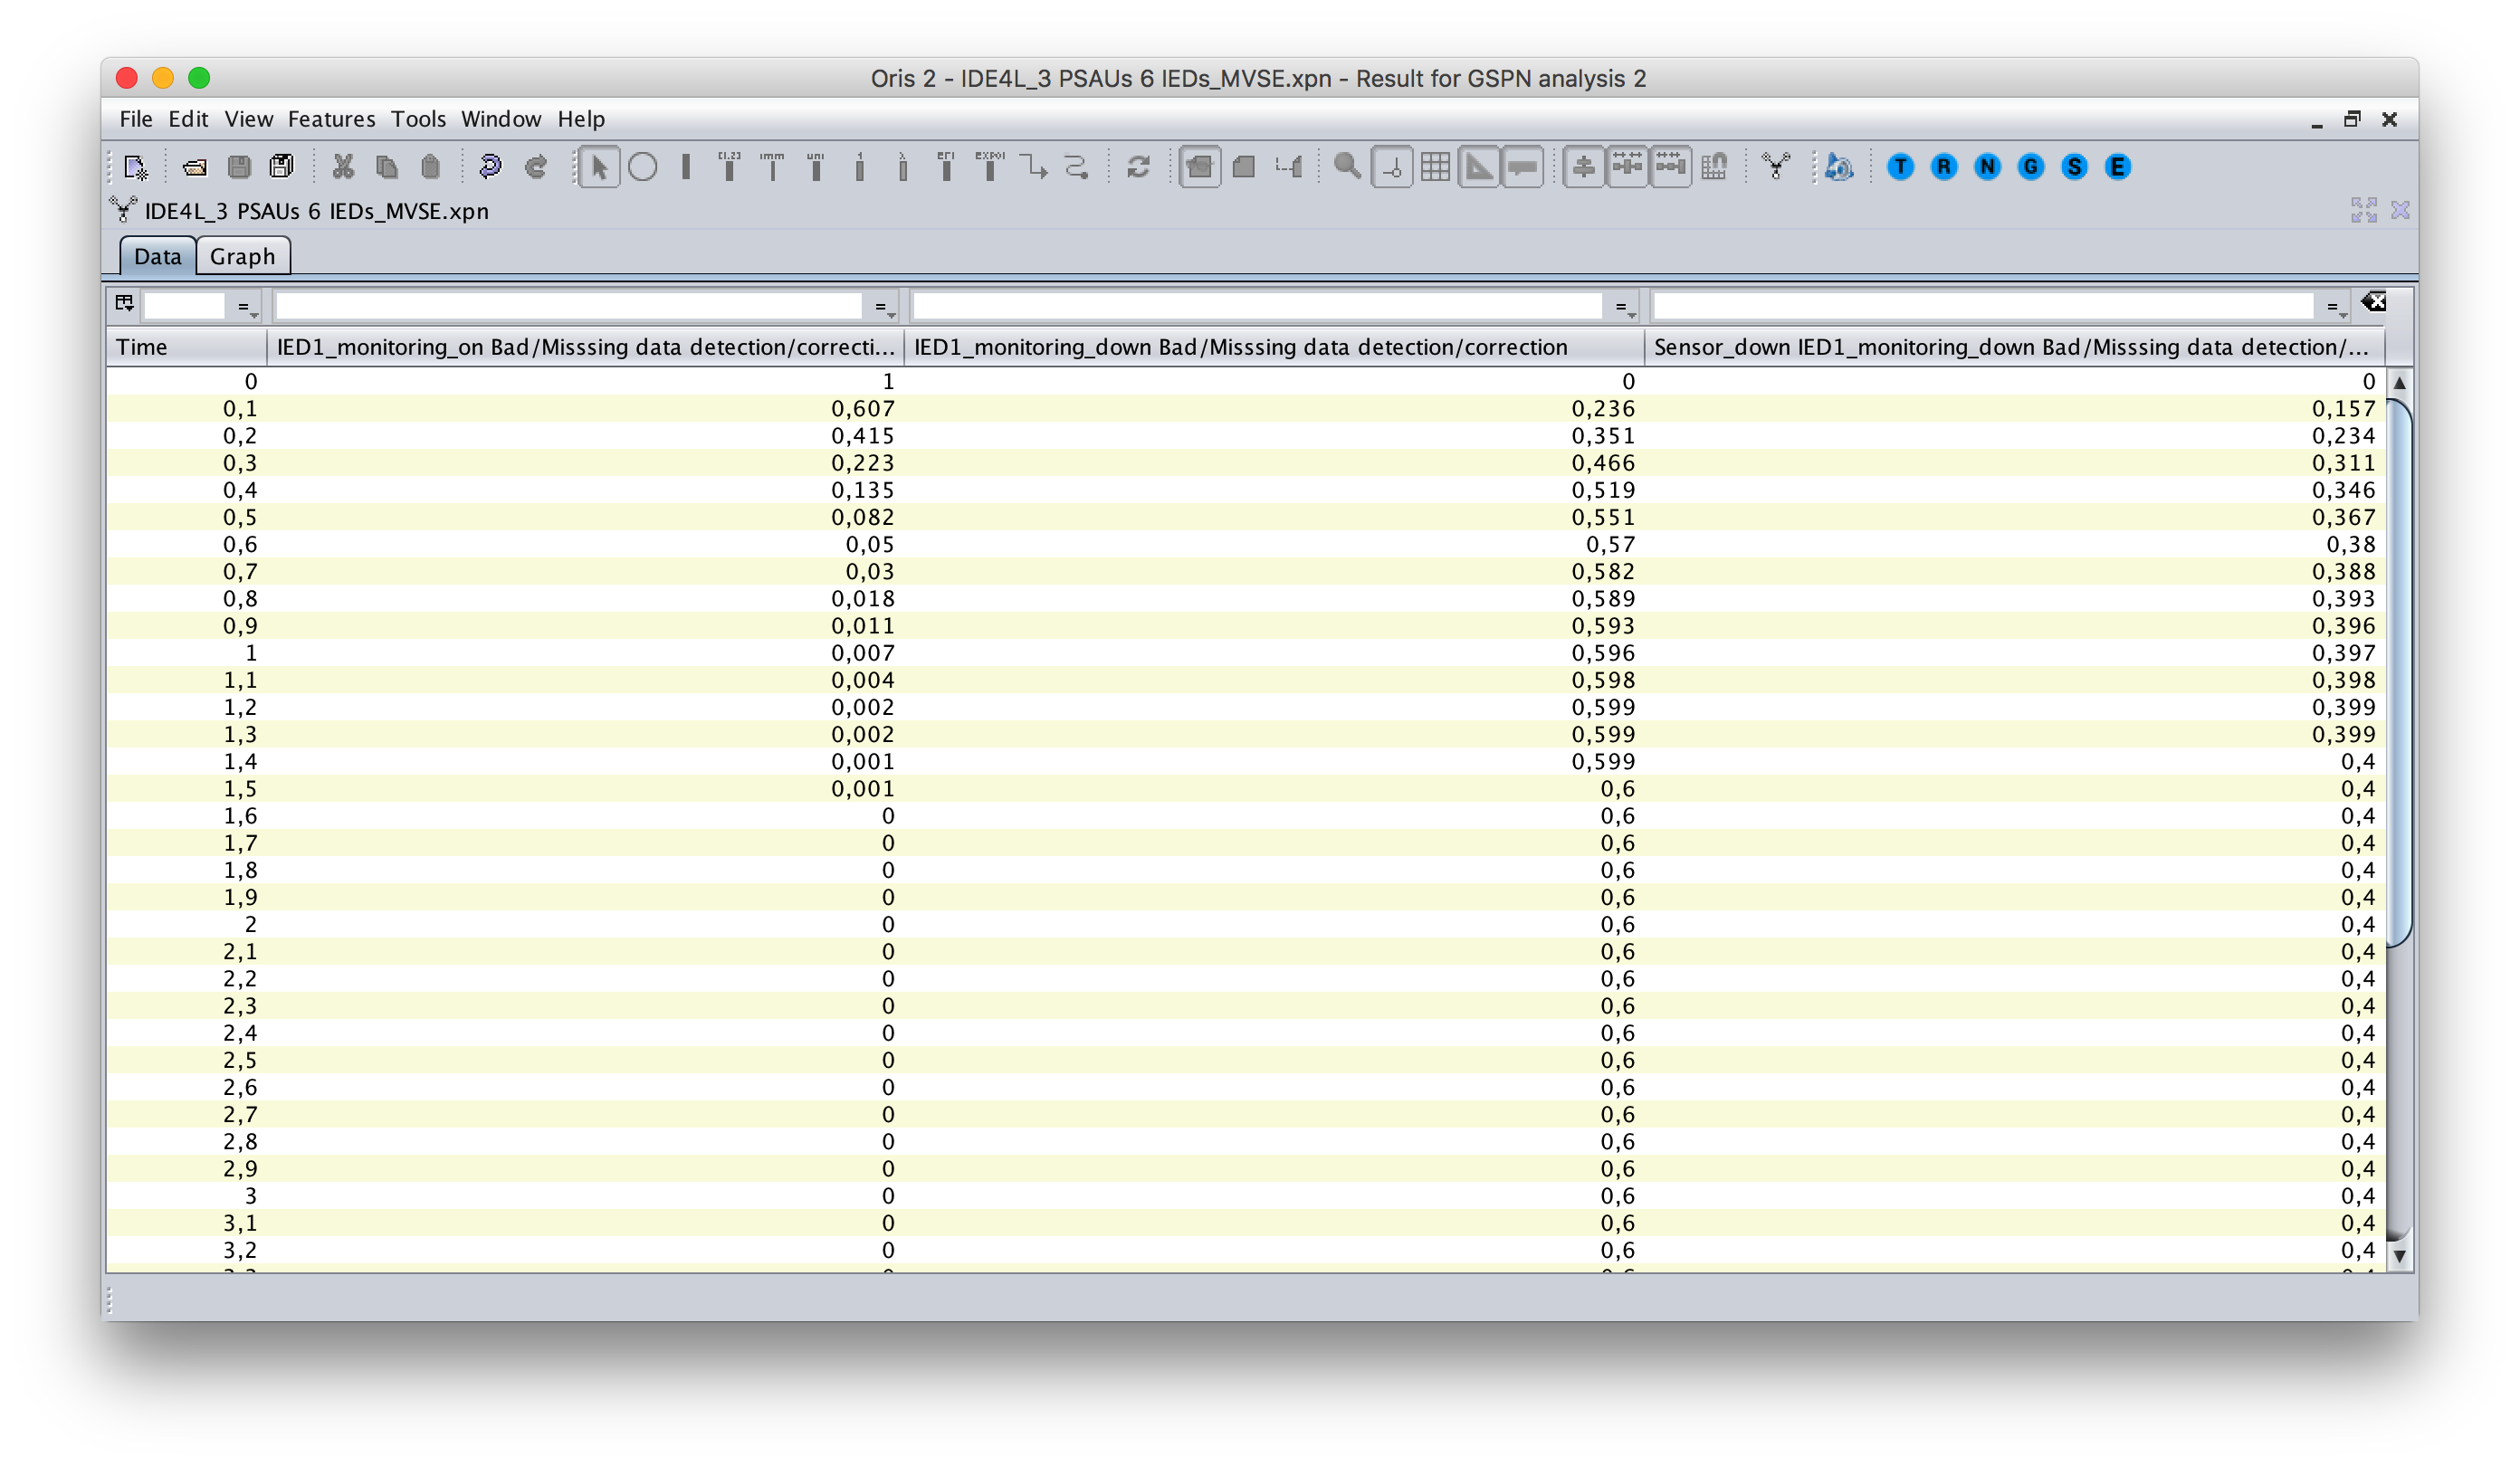 Oris 2 - IDE4L_3 PSAUs 6 IEDs_MVSE.xpn - Result for GSPN analysis 2
File Edit View Features Tools Window Help
[1,2] imm uni 1 λ EXPOL T R N G S E
IDE4L_3 PSAUs 6 IEDs_MVSE.xpn
Data Graph
= = = =
Time IED1_monitoring_on Bad/Misssing data detection/correcti... IED1_monitoring_down Bad/Misssing data detection/correction Sensor_down IED1_monitoring_down Bad/Misssing data detection/...
0 1 0 0
0,1 0,607 0,236 0,157
0,2 0,415 0,351 0,234
0,3 0,223 0,466 0,311
0,4 0,135 0,519 0,346
0,5 0,082 0,551 0,367
0,6 0,05 0,57 0,38
0,7 0,03 0,582 0,388
0,8 0,018 0,589 0,393
0,9 0,011 0,593 0,396
1 0,007 0,596 0,397
1,1 0,004 0,598 0,398
1,2 0,002 0,599 0,399
1,3 0,002 0,599 0,399
1,4 0,001 0,599 0,4
1,5 0,001 0,6 0,4
1,6 0 0,6 0,4
1,7 0 0,6 0,4
1,8 0 0,6 0,4
1,9 0 0,6 0,4
2 0 0,6 0,4
2,1 0 0,6 0,4
2,2 0 0,6 0,4
2,3 0 0,6 0,4
2,4 0 0,6 0,4
2,5 0 0,6 0,4
2,6 0 0,6 0,4
2,7 0 0,6 0,4
2,8 0 0,6 0,4
2,9 0 0,6 0,4
3 0 0,6 0,4
3,1 0 0,6 0,4
3,2 0 0,6 0,4